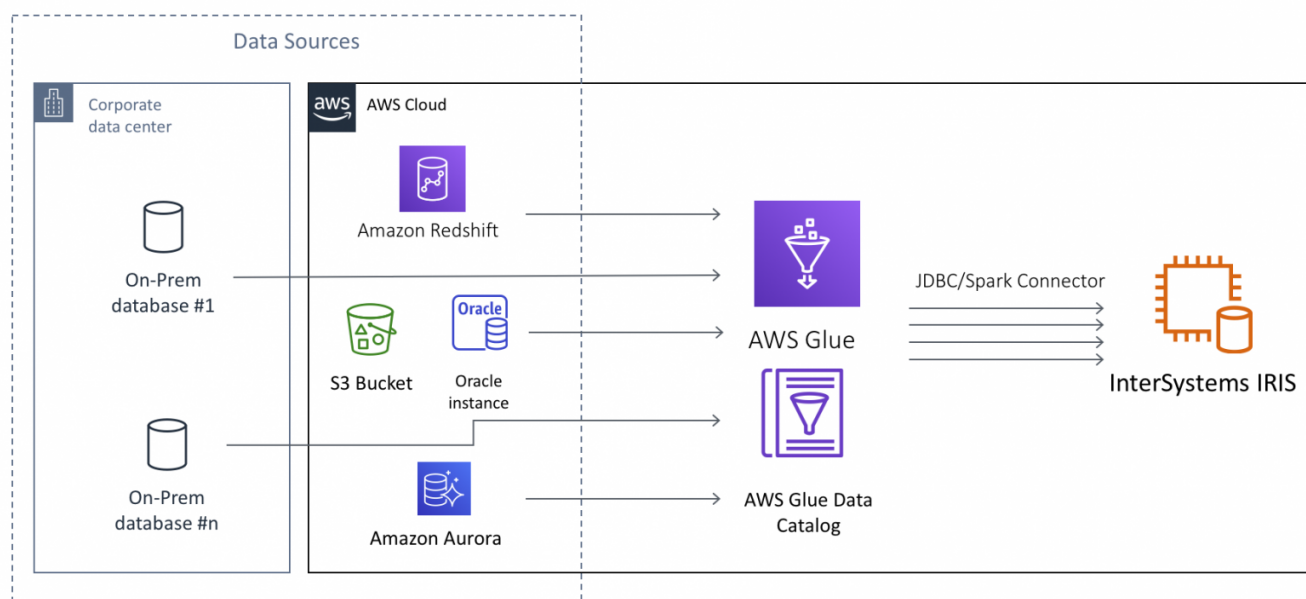 Data Sources
Corporate
data center
aws
AWS Cloud
Amazon Redshift
On-Prem
database #1
S3 Bucket
Oracle
Oracle
instance
On-Prem
database #n
Amazon Aurora
AWS Glue
AWS Glue Data
Catalog
JDBC/Spark Connector
InterSystems IRIS